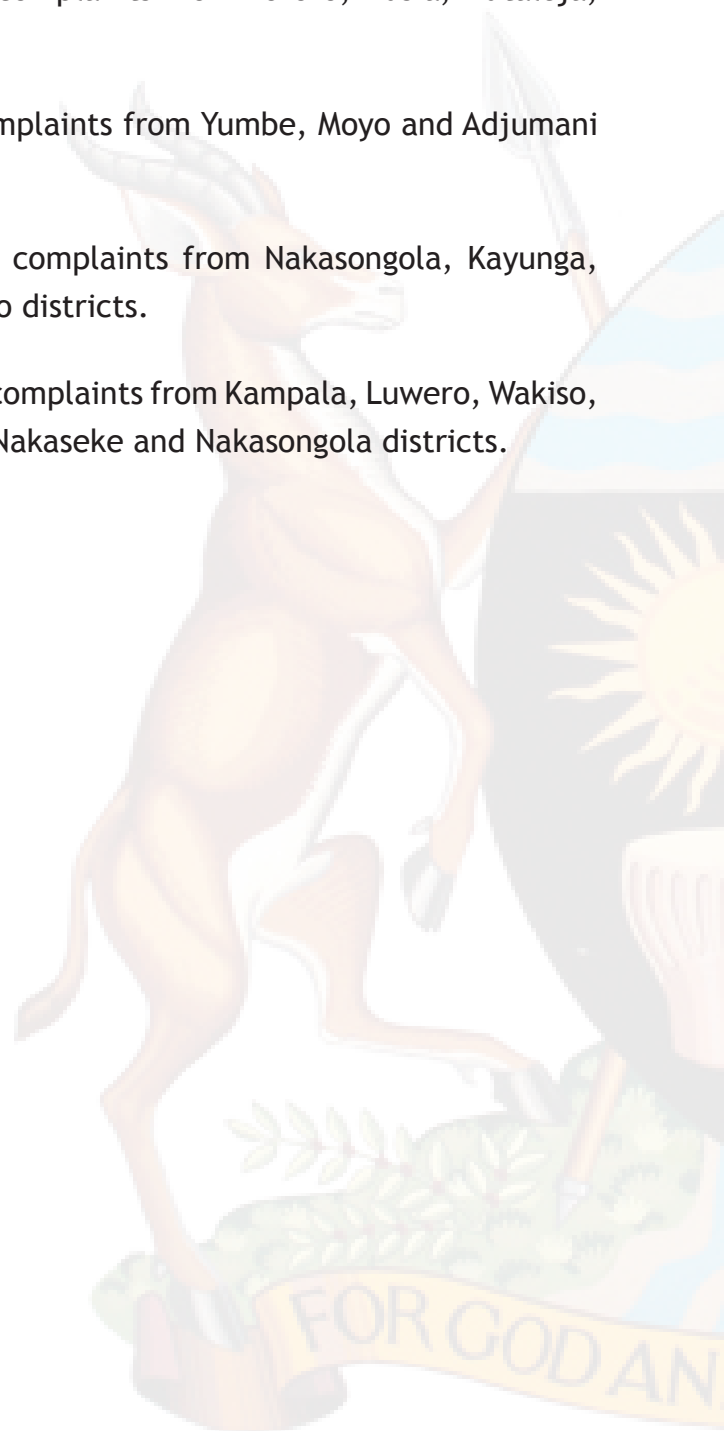 mplaints from Yumbe, Moyo and Adjumani
complaints from Nakasongola, Kayunga,
o districts.
complaints from Kampala, Luwero, Wakiso,
Nakaseke and Nakasongola districts.
FOR GOD AN